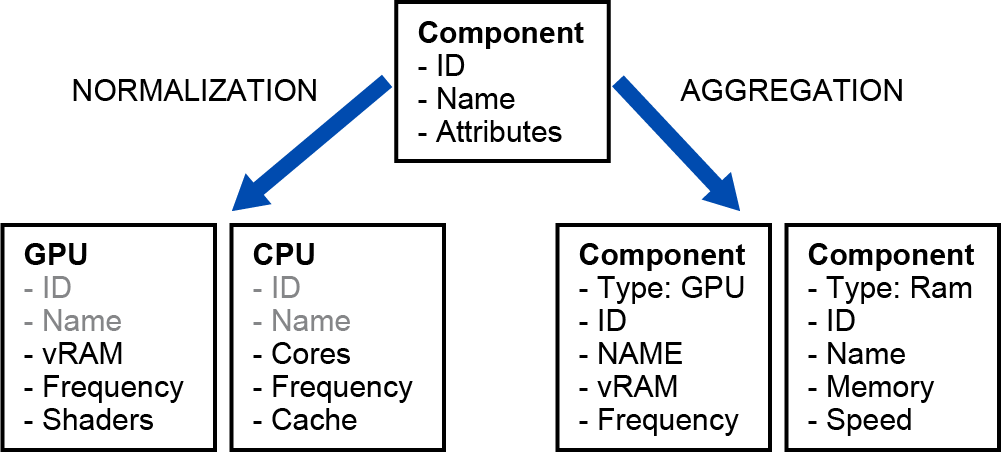 Component
- ID
- Name
- Attributes
NORMALIZATION
AGGREGATION
GPU
- ID
- Name
- vRAM
- Frequency
- Shaders
CPU
- ID
- Name
- Cores
- Frequency
- Cache
Component
- Type: GPU
- ID
- NAME
- vRAM
- Frequency
Component
- Type: Ram
- ID
- Name
- Memory
- Speed